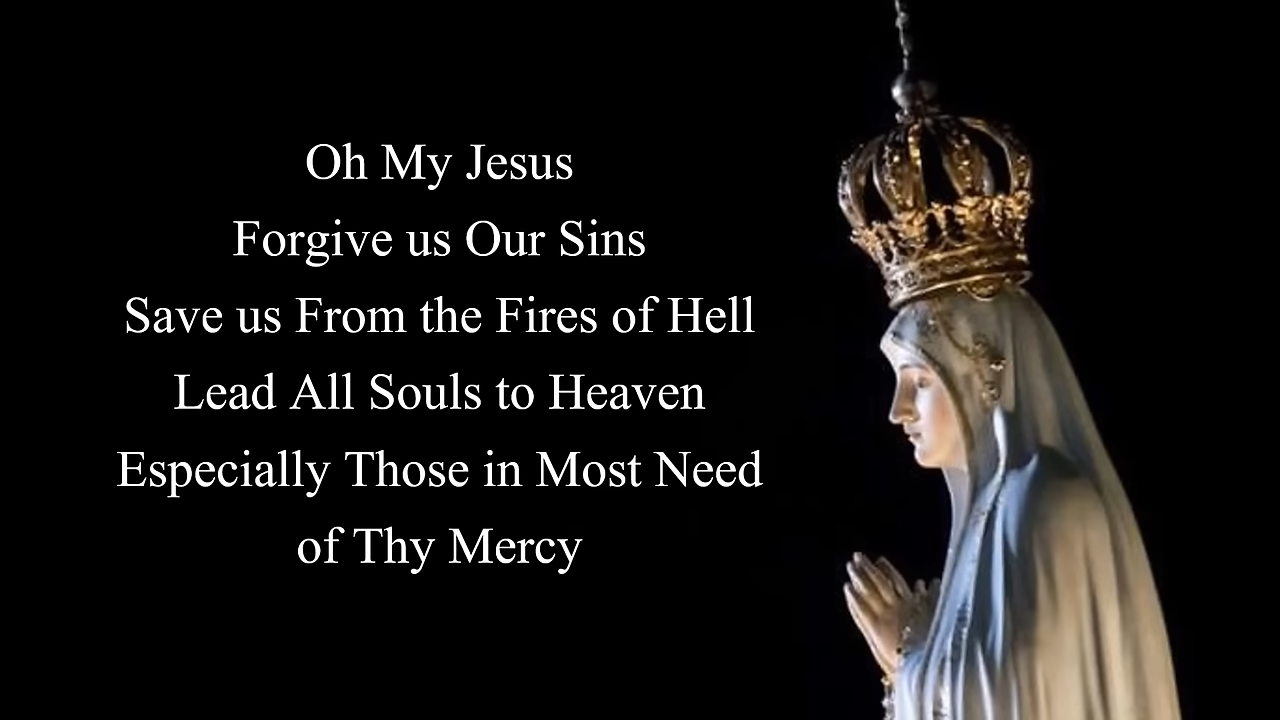 Oh My Jesus
Forgive us Our Sins
Save us From the Fires of Hell
Lead All Souls to Heaven
Especially Those in Most Need
of Thy Mercy